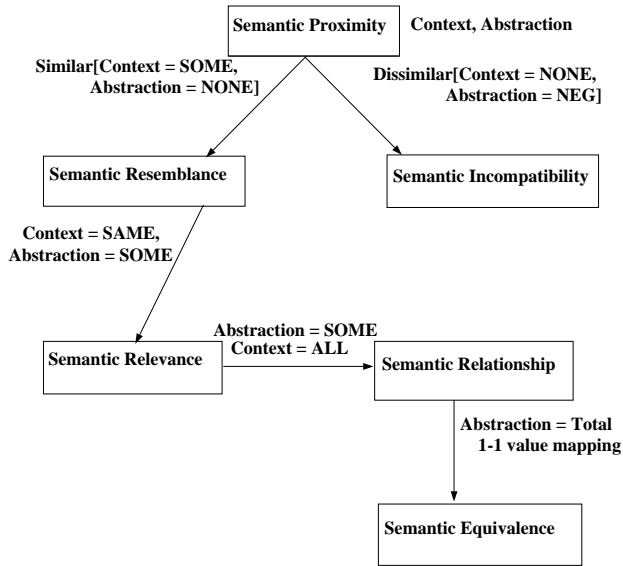 Semantic Proximity
Context, Abstraction
Similar[Context = SOME,
Abstraction = NONE]
Dissimilar[Context = NONE,
Abstraction = NEG]
Semantic Resemblance
Semantic Incompatibility
Context = SAME,
Abstraction = SOME
Abstraction = SOME
Context = ALL
Semantic Relevance
Semantic Relationship
Abstraction = Total
1-1 value mapping
Semantic Equivalence